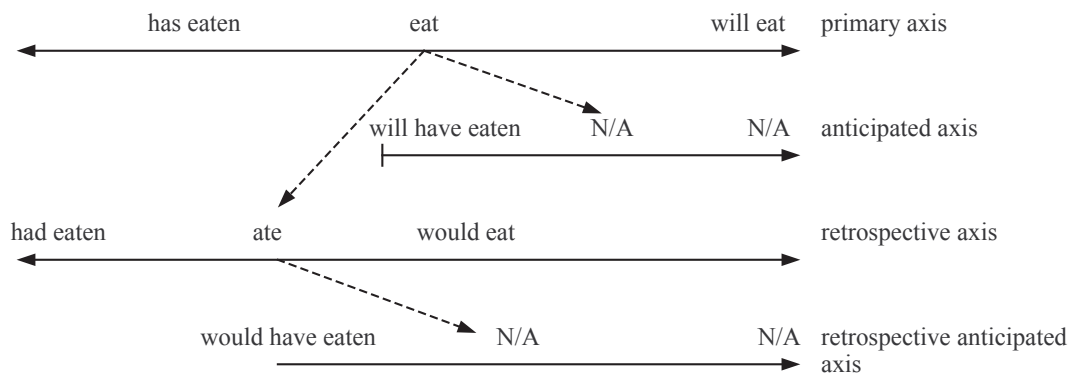 has eaten eat will eat primary axis
will have eaten N/A N/A anticipated axis
had eaten ate would eat retrospective axis
would have eaten N/A N/A retrospective anticipated
axis